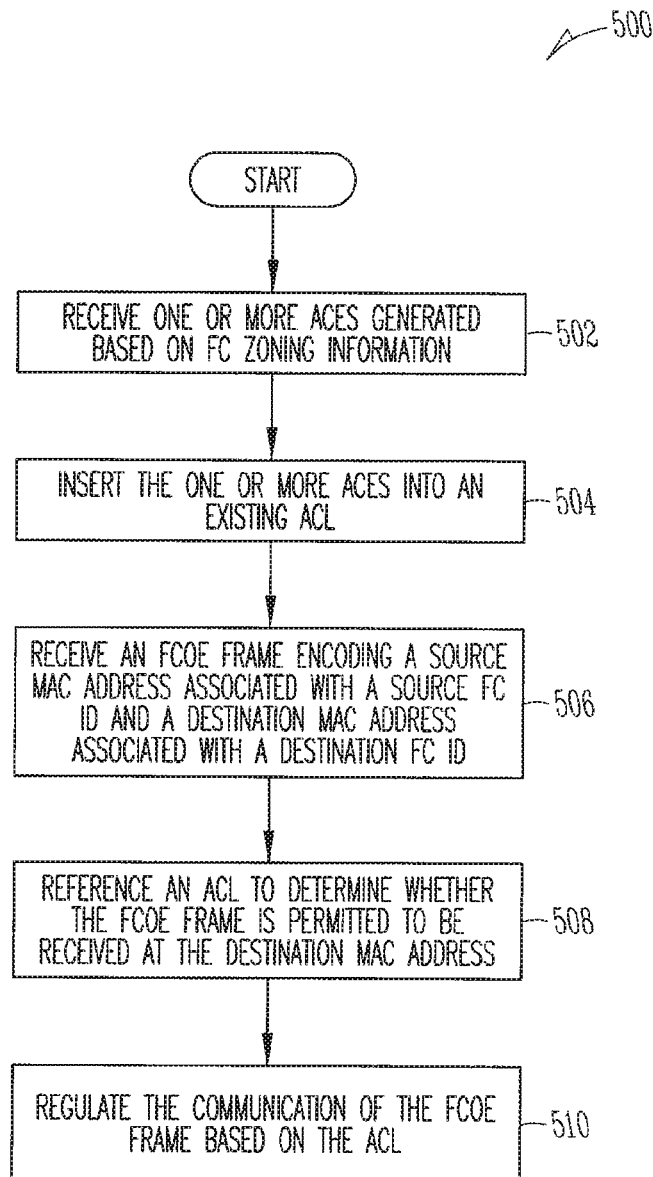 500
START
RECEIVE ONE OR MORE ACES GENERATED
BASED ON FC ZONING INFORMATION
502
INSERT THE ONE OR MORE ACES INTO AN
EXISTING ACL
504
RECEIVE AN FCOE FRAME ENCODING A SOURCE
MAC ADDRESS ASSOCIATED WITH A SOURCE FC
ID AND A DESTINATION MAC ADDRESS
ASSOCIATED WITH A DESTINATION FC ID
506
REFERENCE AN ACL TO DETERMINE WHETHER
THE FCOE FRAME IS PERMITTED TO BE
RECEIVED AT THE DESTINATION MAC ADDRESS
508
REGULATE THE COMMUNICATION OF THE FCOE
FRAME BASED ON THE ACL
510